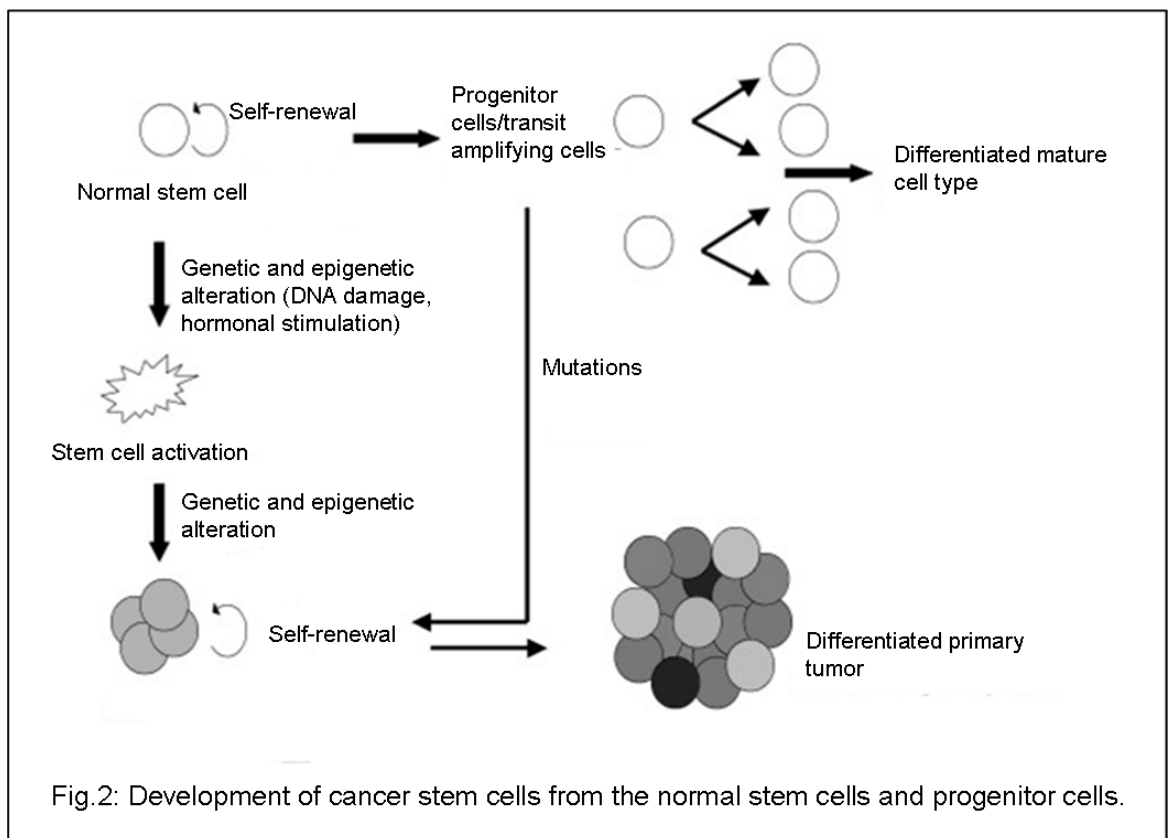 Self-renewal
Normal stem cell
Progenitor
cells/transit
amplifying cells
Differentiated mature
cell type
Genetic and epigenetic
alteration (DNA damage,
hormonal stimulation)
Mutations
Stem cell activation
Genetic and epigenetic
alteration
Self-renewal
Differentiated primary
tumor
Fig.2: Development of cancer stem cells from the normal stem cells and progenitor cells.